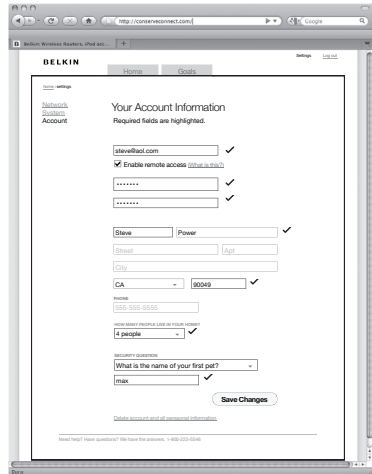 http://conserveconnect.com/
Google
Belkin Wireless Routers, iPod acc...
BELKIN
Settings Log out
Home Goals
Home > settings
Network
System
Account
Your Account Information
Required fields are highlighted.
steve@aol.com
Enable remote access (What is this?)
Steve Power
Street Apt
City
CA 90049
PHONE
555-555-5555
HOW MANY PEOPLE LIVE IN YOUR HOME?
4 people
SECURITY QUESTION
What is the name of your first pet?
max
Save Changes
Delete account and all personal information
Need help? Have questions? We have the answers.
Done